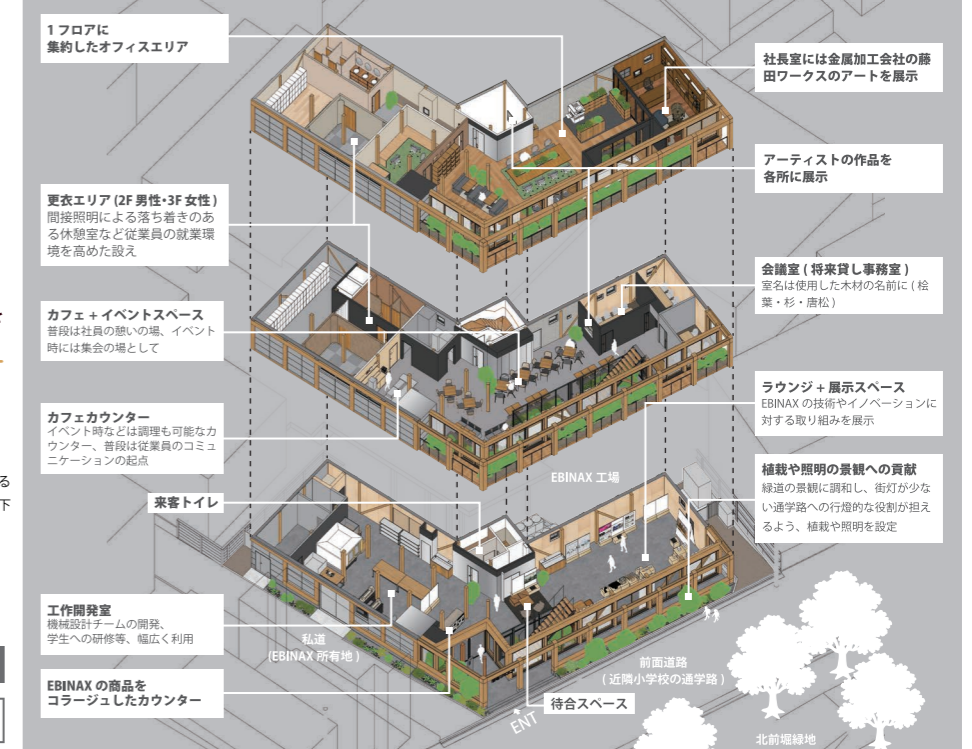 1 フロアに
集約したオフィスエリア
社長室には金属加工会社の藤
田ワークスのアートを展示
アーティストの作品を
各所に展示
更衣エリア (2F 男性・3F 女性 )
間接照明による落ち着きのあ
る休憩室など従業員の就業環
境を高めた設え
会議室 ( 将来貸し事務室 )
室名は使用した木材の名前に ( 桧
葉・杉・唐松 )
カフェ + イベントスペース
普段は社員の憩いの場、イベント
時には集会の場として
ラウンジ + 展示スペース
EBINAX の技術やイノベーションに
対する取り組みを展示
カフェカウンター
イベント時などは調理も可能なカ
ウンター、普段は従業員のコミュ
ニケーションの起点
EBINAX 工場
植栽や照明の景観への貢献
緑道の景観に調和し、街灯が少な
い通学路への行燈的な役割が担え
るよう、植栽や照明を設定
る
下
来客トイレ
工作開発室
機械設計チームの開発、
学生への研修等、幅広く利用
私道
(EBINAX 所有地 )
前面道路
( 近隣小学校の通学路 )
EBINAX の商品を
コラージュしたカウンター
待合スペース
ENT
北前堀緑地